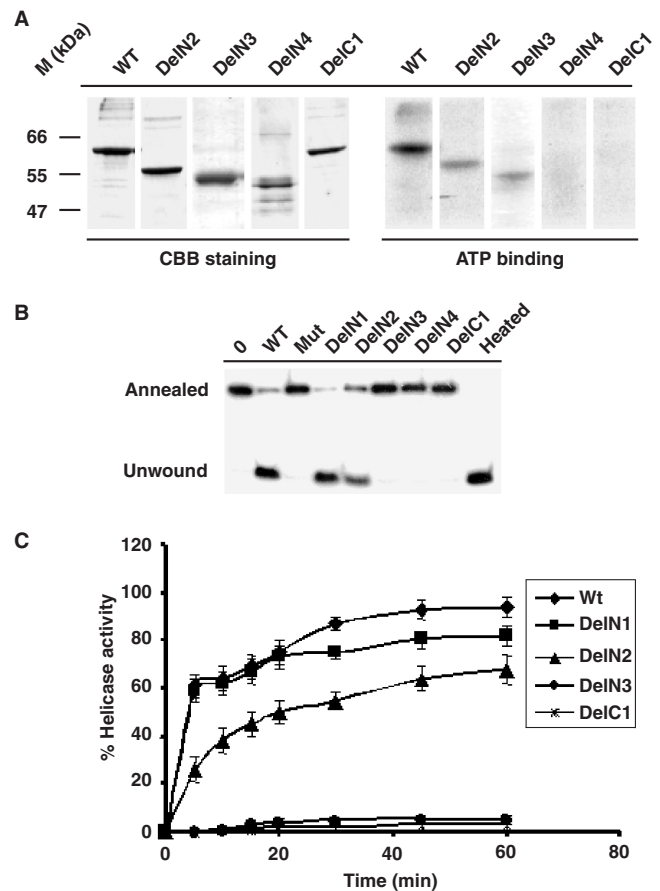 A
M (kDa) WT DelN2 DelN3 DelN4 DelC1 WT DelN2 DelN3 DelN4 DelC1
66
55
47
CBB staining ATP binding
B
0 WT Mut DelN1 DelN2 DelN3 DelN4 DelC1 Heated
Annealed
Unwound
C
% Helicase activity
120
100
80
60
40
20
0
0 20 40 60 80
Time (min)
Wt
DelN1
DelN2
DelN3
DelC1